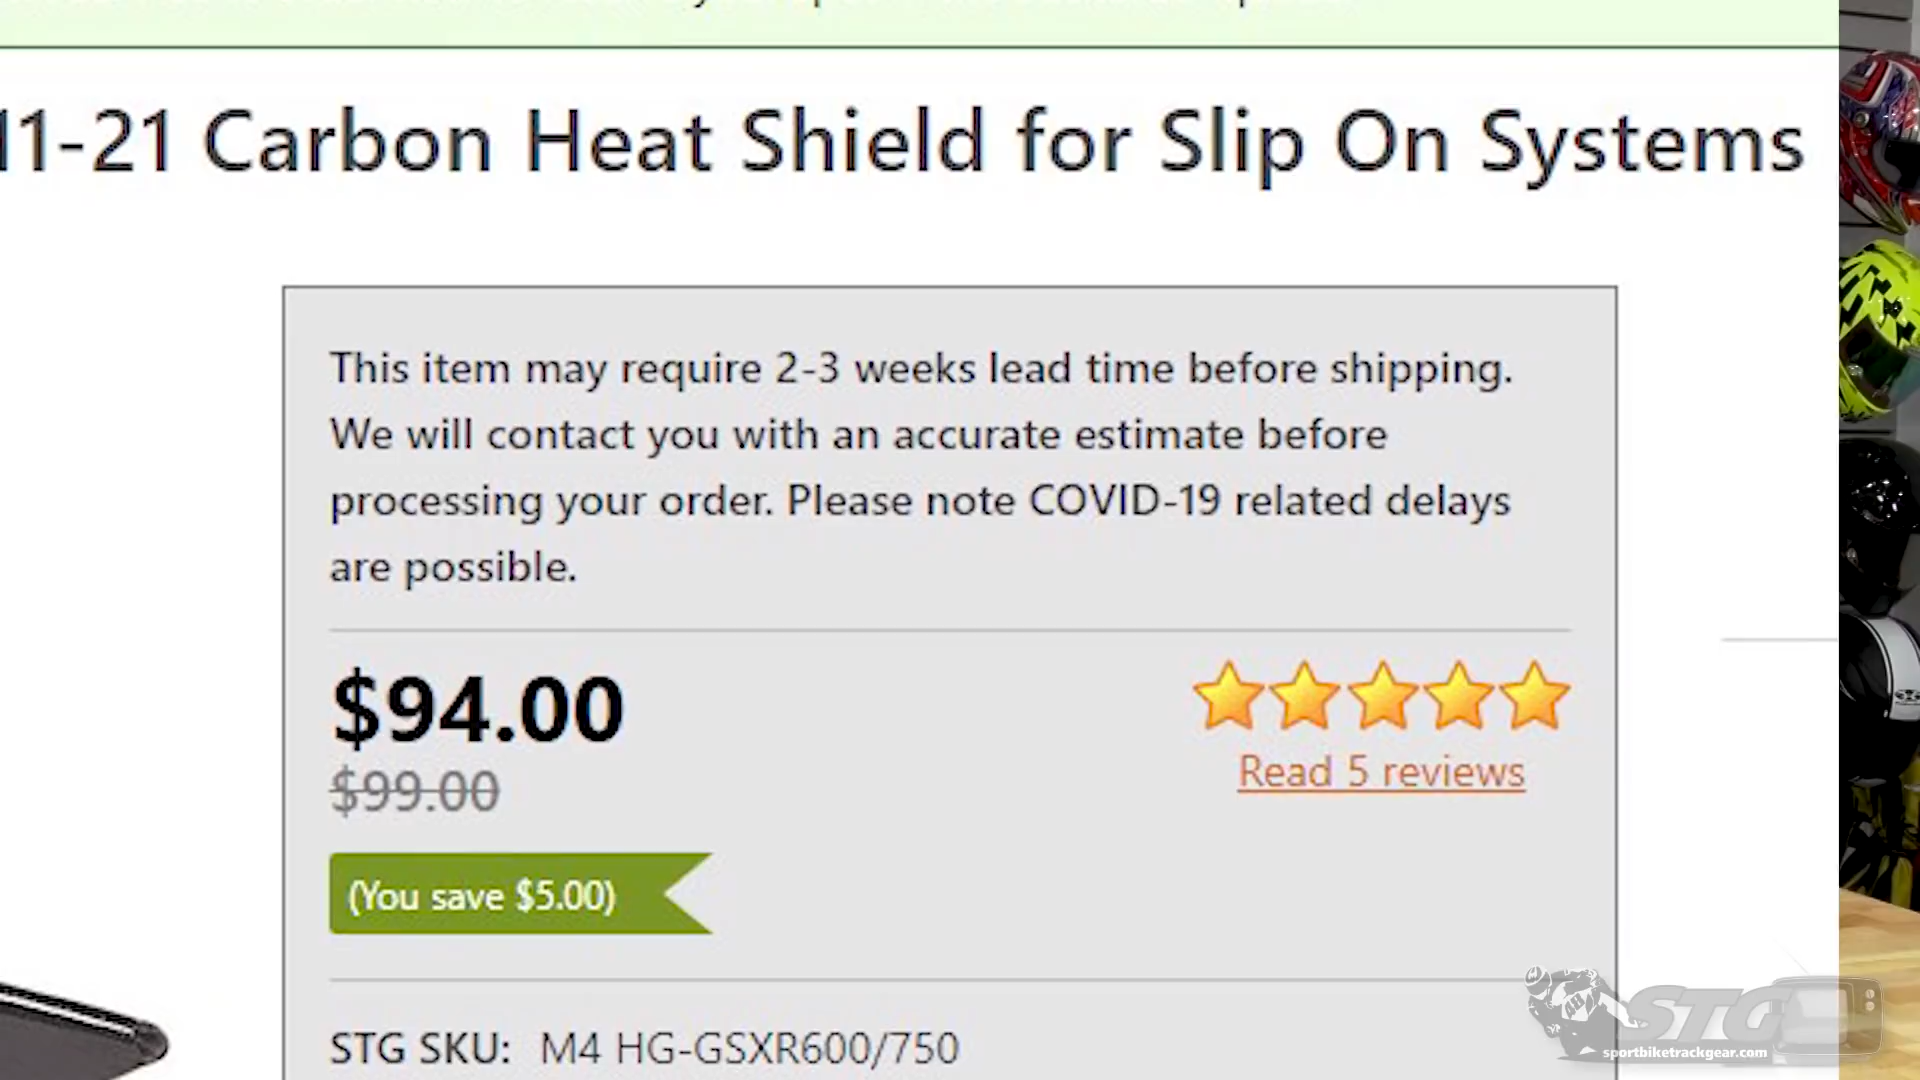 11-21 Carbon Heat Shield for Slip On Systems
This item may require 2-3 weeks lead time before shipping.
We will contact you with an accurate estimate before
processing your order. Please note COVID-19 related delays
are possible.
$94.00
$99.00
Read 5 reviews
(You save $5.00)
STG SKU: M4 HG-GSXR600/750
STG
sportbiketrackgear.com